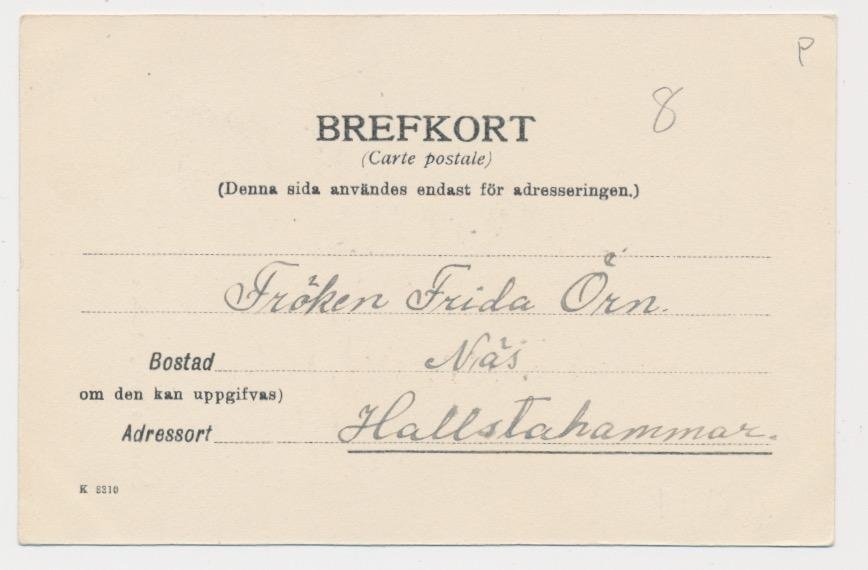 P
8
BREFKORT
(Carte postale)
(Denna sida användes endast för adresseringen.)
Fröken Frida Örn.
Bostad Näs
om den kan uppgifvas)
Adressort Hallstahammar.
K 8310